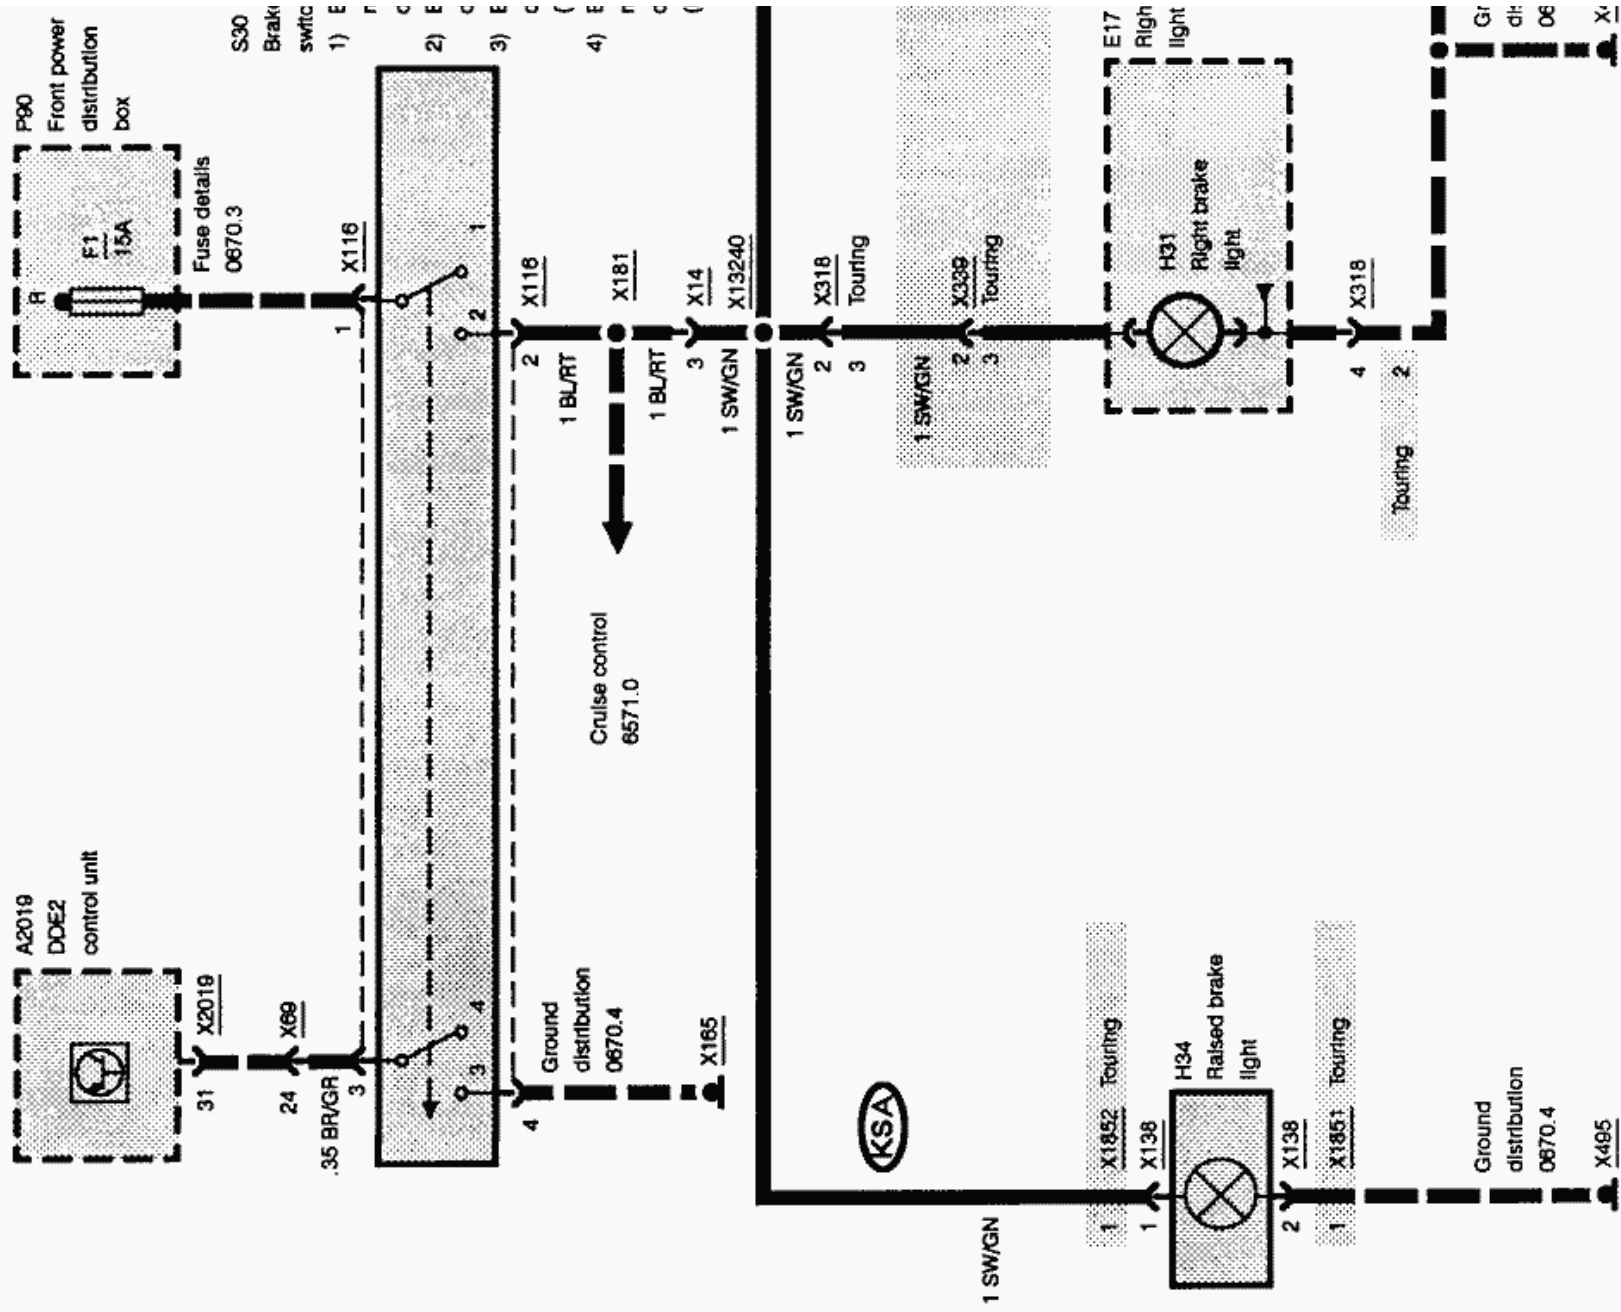 P90
Front power
distribution
box
R
F1
15A
Fuse details
0670.3
S30
1)
2)
3)
4)
X116
1
1
2
X116
2
1 BL/RT
X181
1 BL/RT
X14
3
1 SW/GN
X13240
1 SW/GN
X318
Touring
2
3
1 SW/GN
X339
Touring
2
3
E17
light
H31
Right brake
light
X318
4
2
Touring
Cruise control
6571.0
A2019
DDE2
control unit
X2019
31
X69
24
.35 BR/GR
3
4
3
4
Ground
distribution
0670.4
X165
KSA
1 SW/GN
X1852 Touring
1
X138
1
H34
Raised brake
light
X138
2
X1851 Touring
1
Ground
distribution
0670.4
X495